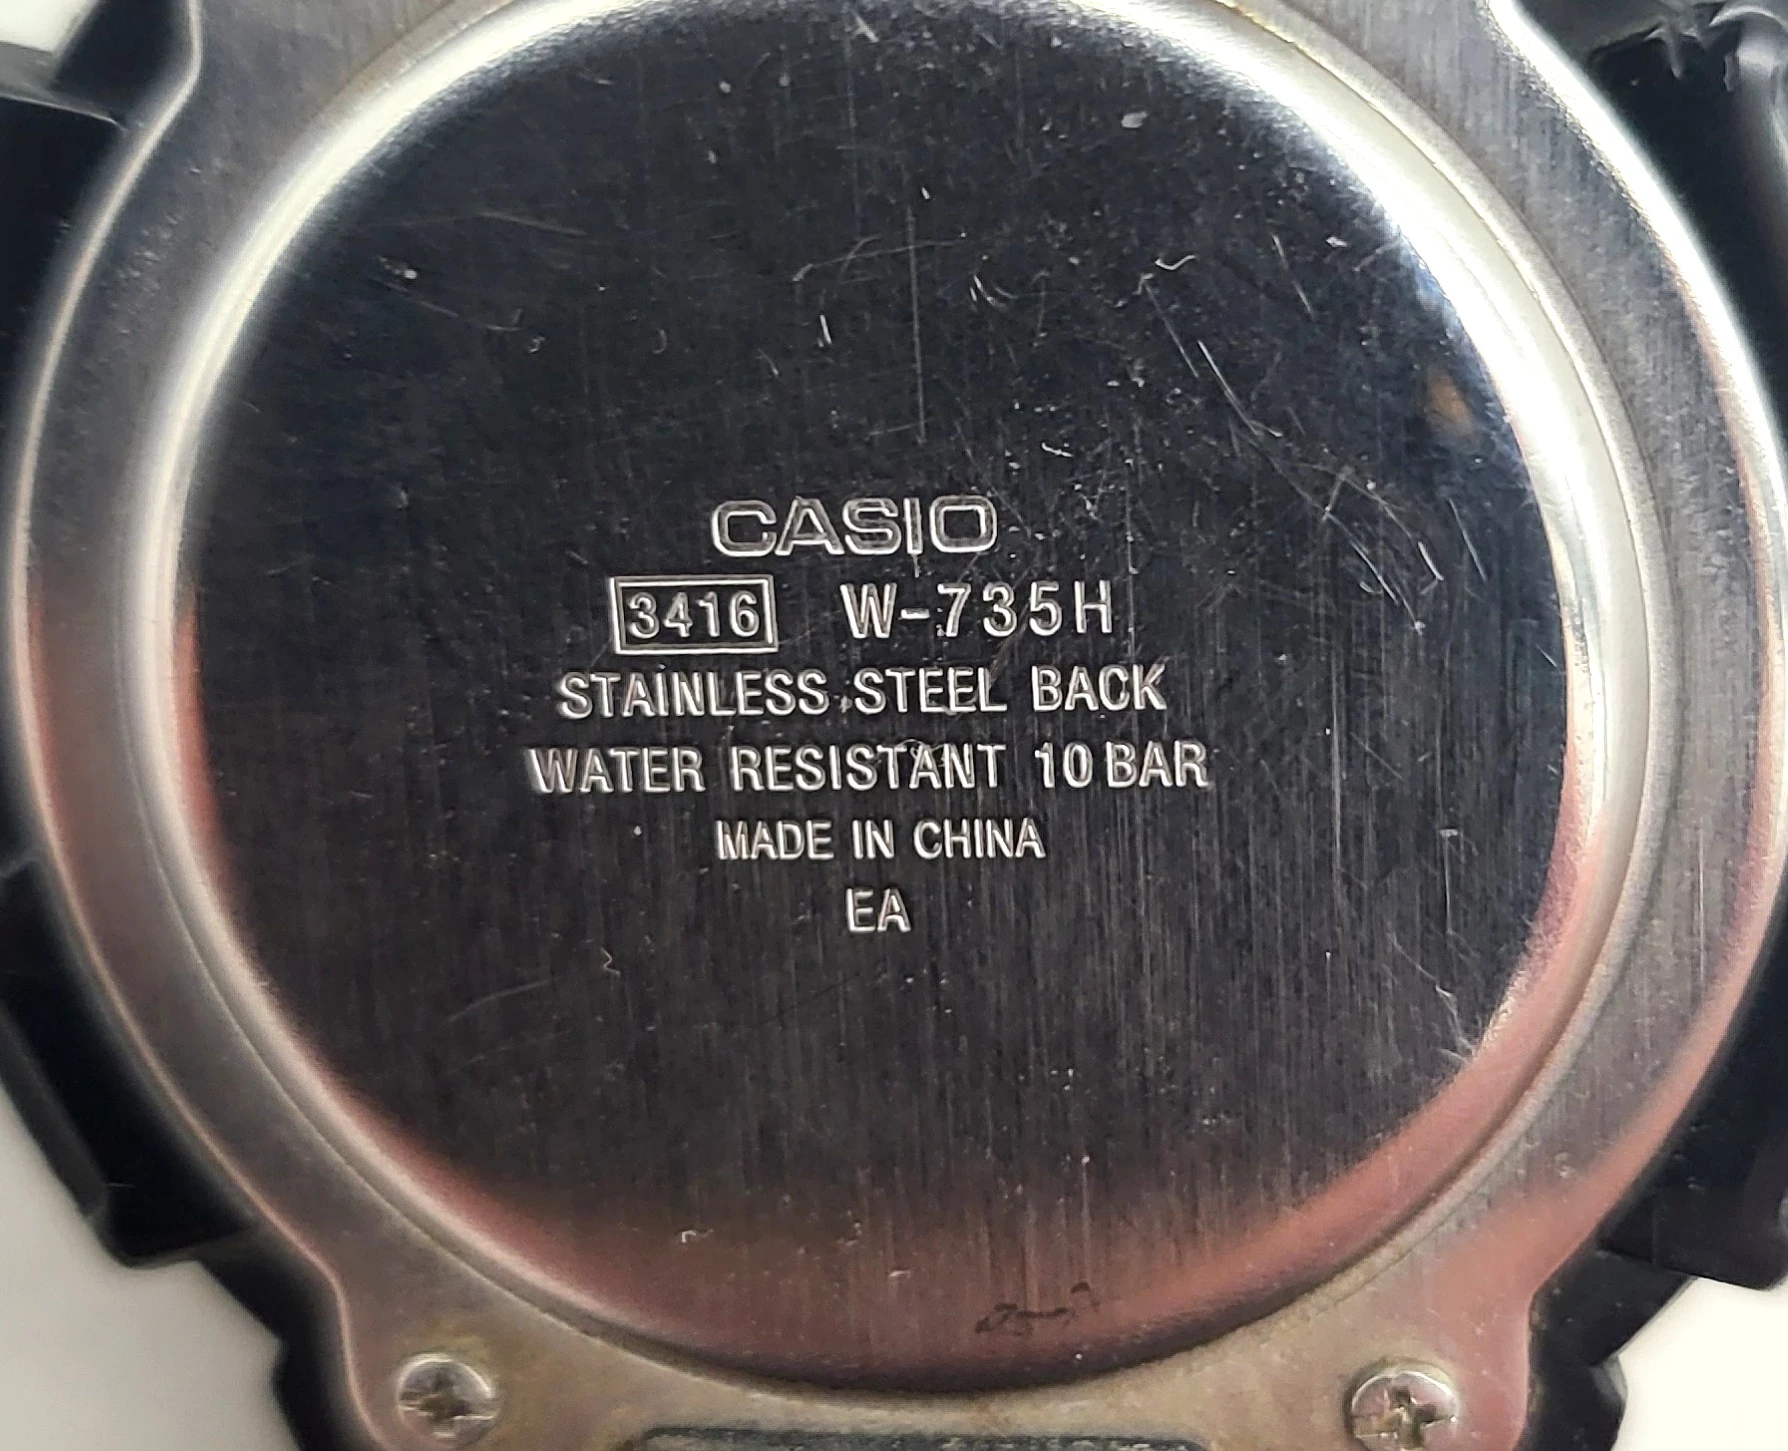 CASIO
3416 W-735H
STAINLESS STEEL BACK
WATER RESISTANT 10 BAR
MADE IN CHINA
EA